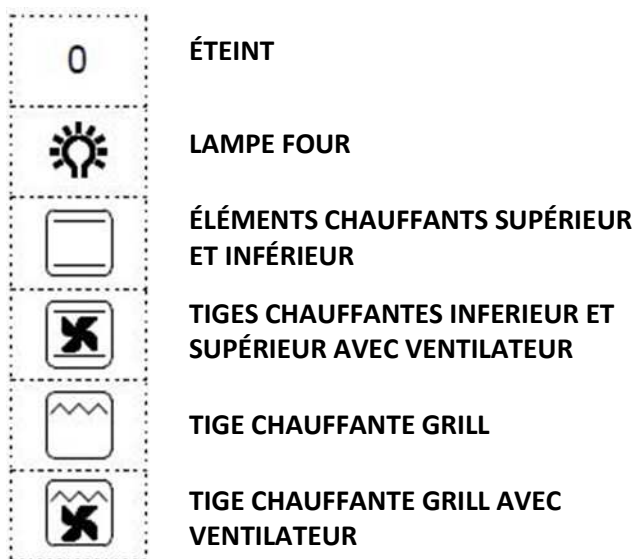 0
ÉTEINT
LAMPE FOUR
ÉLÉMENTS CHAUFFANTS SUPÉRIEUR
ET INFÉRIEUR
TIGES CHAUFFANTES INFERIEUR ET
SUPÉRIEUR AVEC VENTILATEUR
TIGE CHAUFFANTE GRILL
TIGE CHAUFFANTE GRILL AVEC
VENTILATEUR